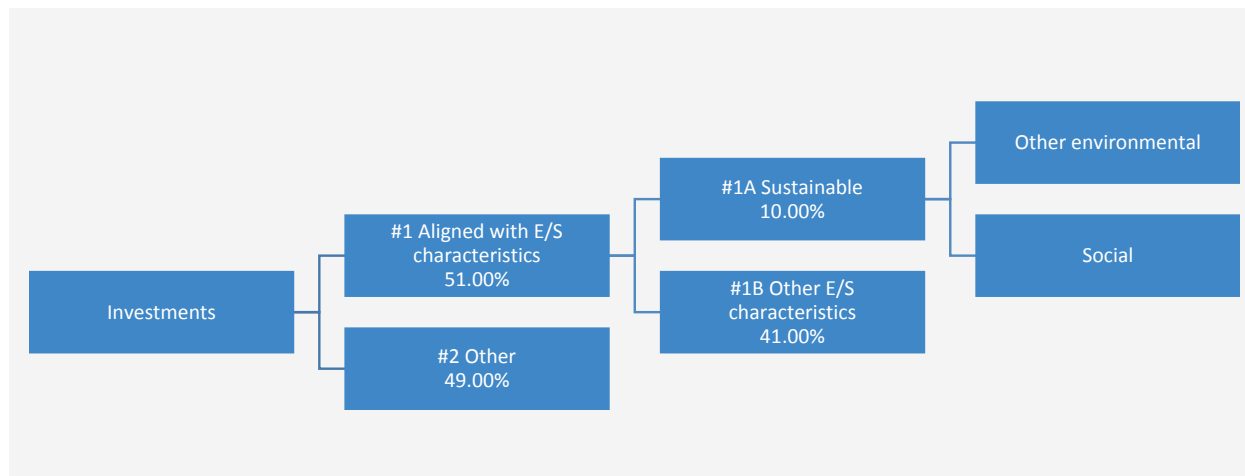 Investments
#1 Aligned with E/S
characteristics
51.00%
#2 Other
49.00%
#1A Sustainable
10.00%
#1B Other E/S
characteristics
41.00%
Other environmental
Social